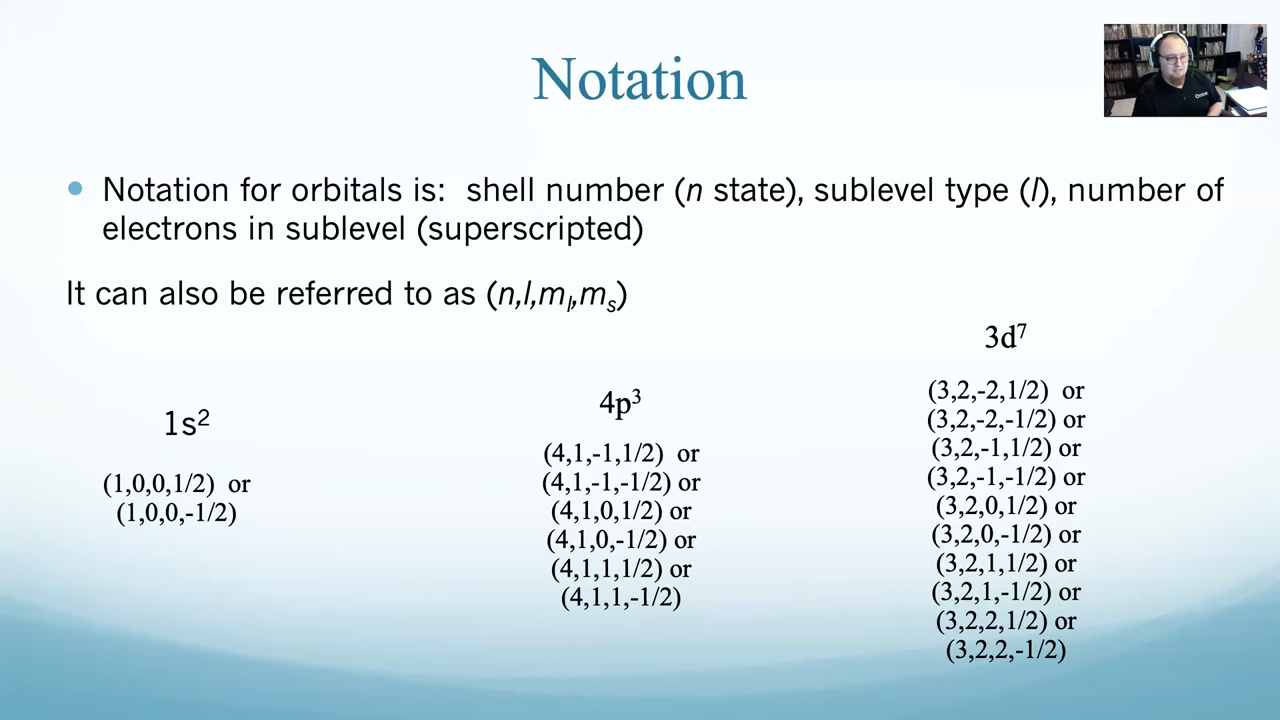 Notation
• Notation for orbitals is:  shell number (n state), sublevel type (l), number of
electrons in sublevel (superscripted)
It can also be referred to as (n,l,mₗ,mₛ)
1s²
(1,0,0,1/2)  or
(1,0,0,-1/2)
4p³
(4,1,-1,1/2)  or
(4,1,-1,-1/2) or
(4,1,0,1/2) or
(4,1,0,-1/2) or
(4,1,1,1/2) or
(4,1,1,-1/2)
3d⁷
(3,2,-2,1/2)  or
(3,2,-2,-1/2) or
(3,2,-1,1/2) or
(3,2,-1,-1/2) or
(3,2,0,1/2) or
(3,2,0,-1/2) or
(3,2,1,1/2) or
(3,2,1,-1/2) or
(3,2,2,1/2) or
(3,2,2,-1/2)